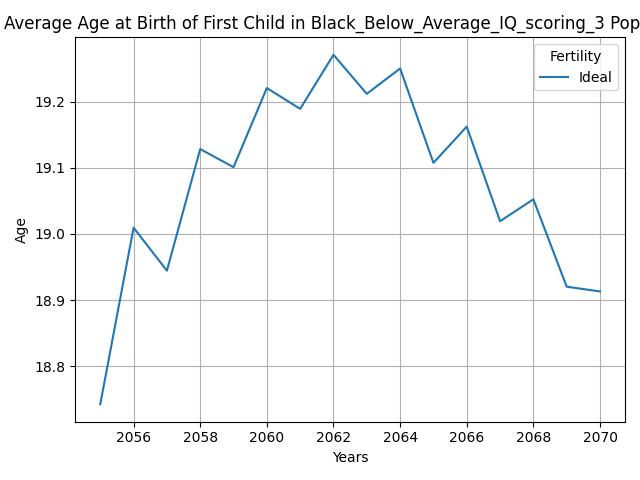 Average Age at Birth of First Child in Black_Below_Average_IQ_scoring_3 Pop
Fertility
Ideal
19.2
19.1
19.0
18.9
18.8
Age
2056 2058 2060 2062 2064 2066 2068 2070
Years